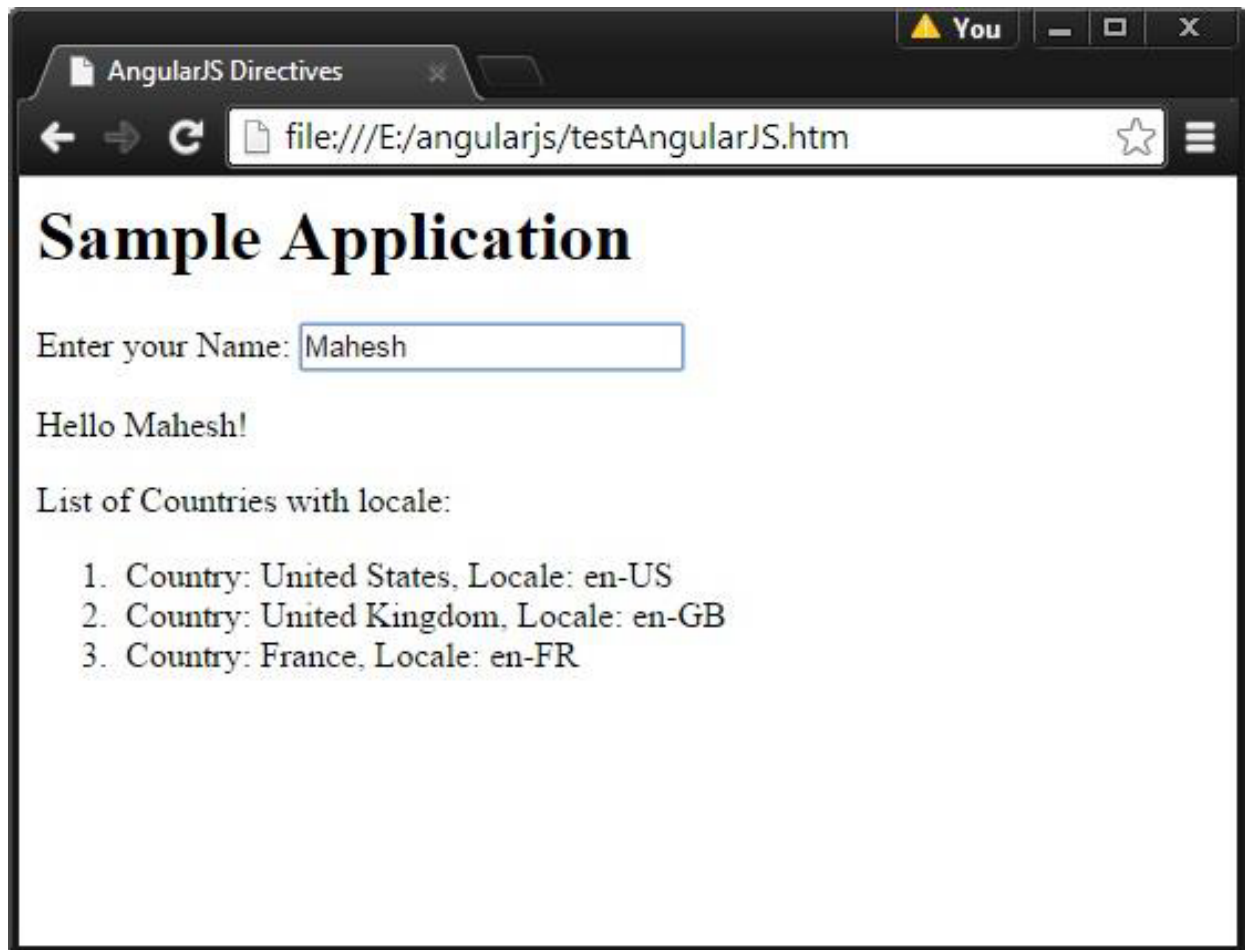 You
AngularJS Directives
file:///E:/angularjs/testAngularJS.htm
Sample Application
Enter your Name: Mahesh
Hello Mahesh!
List of Countries with locale:
1. Country: United States, Locale: en-US
2. Country: United Kingdom, Locale: en-GB
3. Country: France, Locale: en-FR